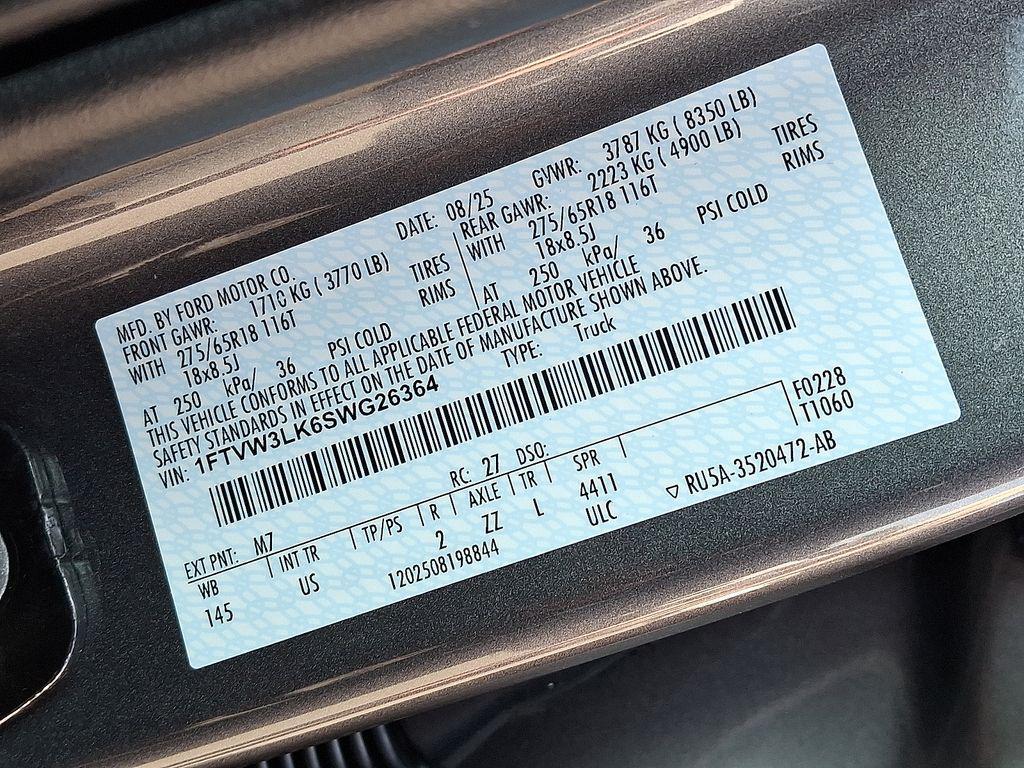 MFD. BY FORD MOTOR CO. DATE: 08/25 GVWR: 3787 KG ( 8350 LB)
FRONT GAWR: 1710 KG ( 3770 LB) REAR GAWR: 2223 KG ( 4900 LB)
WITH 275/65R18 116T TIRES WITH 275/65R18 116T TIRES
18x8.5J RIMS 18x8.5J RIMS
AT 250 kPa/ 36 PSI COLD AT 250 kPa/ 36 PSI COLD
THIS VEHICLE CONFORMS TO ALL APPLICABLE FEDERAL MOTOR VEHICLE
SAFETY STANDARDS IN EFFECT ON THE DATE OF MANUFACTURE SHOWN ABOVE.
VIN: 1FTVW3LK6SWG26364 TYPE: Truck
F0228
EXT PNT: M7 RC: 27 DSO: T1060
WB INT TR TP/PS R AXLE TR SPR
145 US 2 ZZ L 4411
ULC
1202508198844 ▽ RU5A-3520472-AB